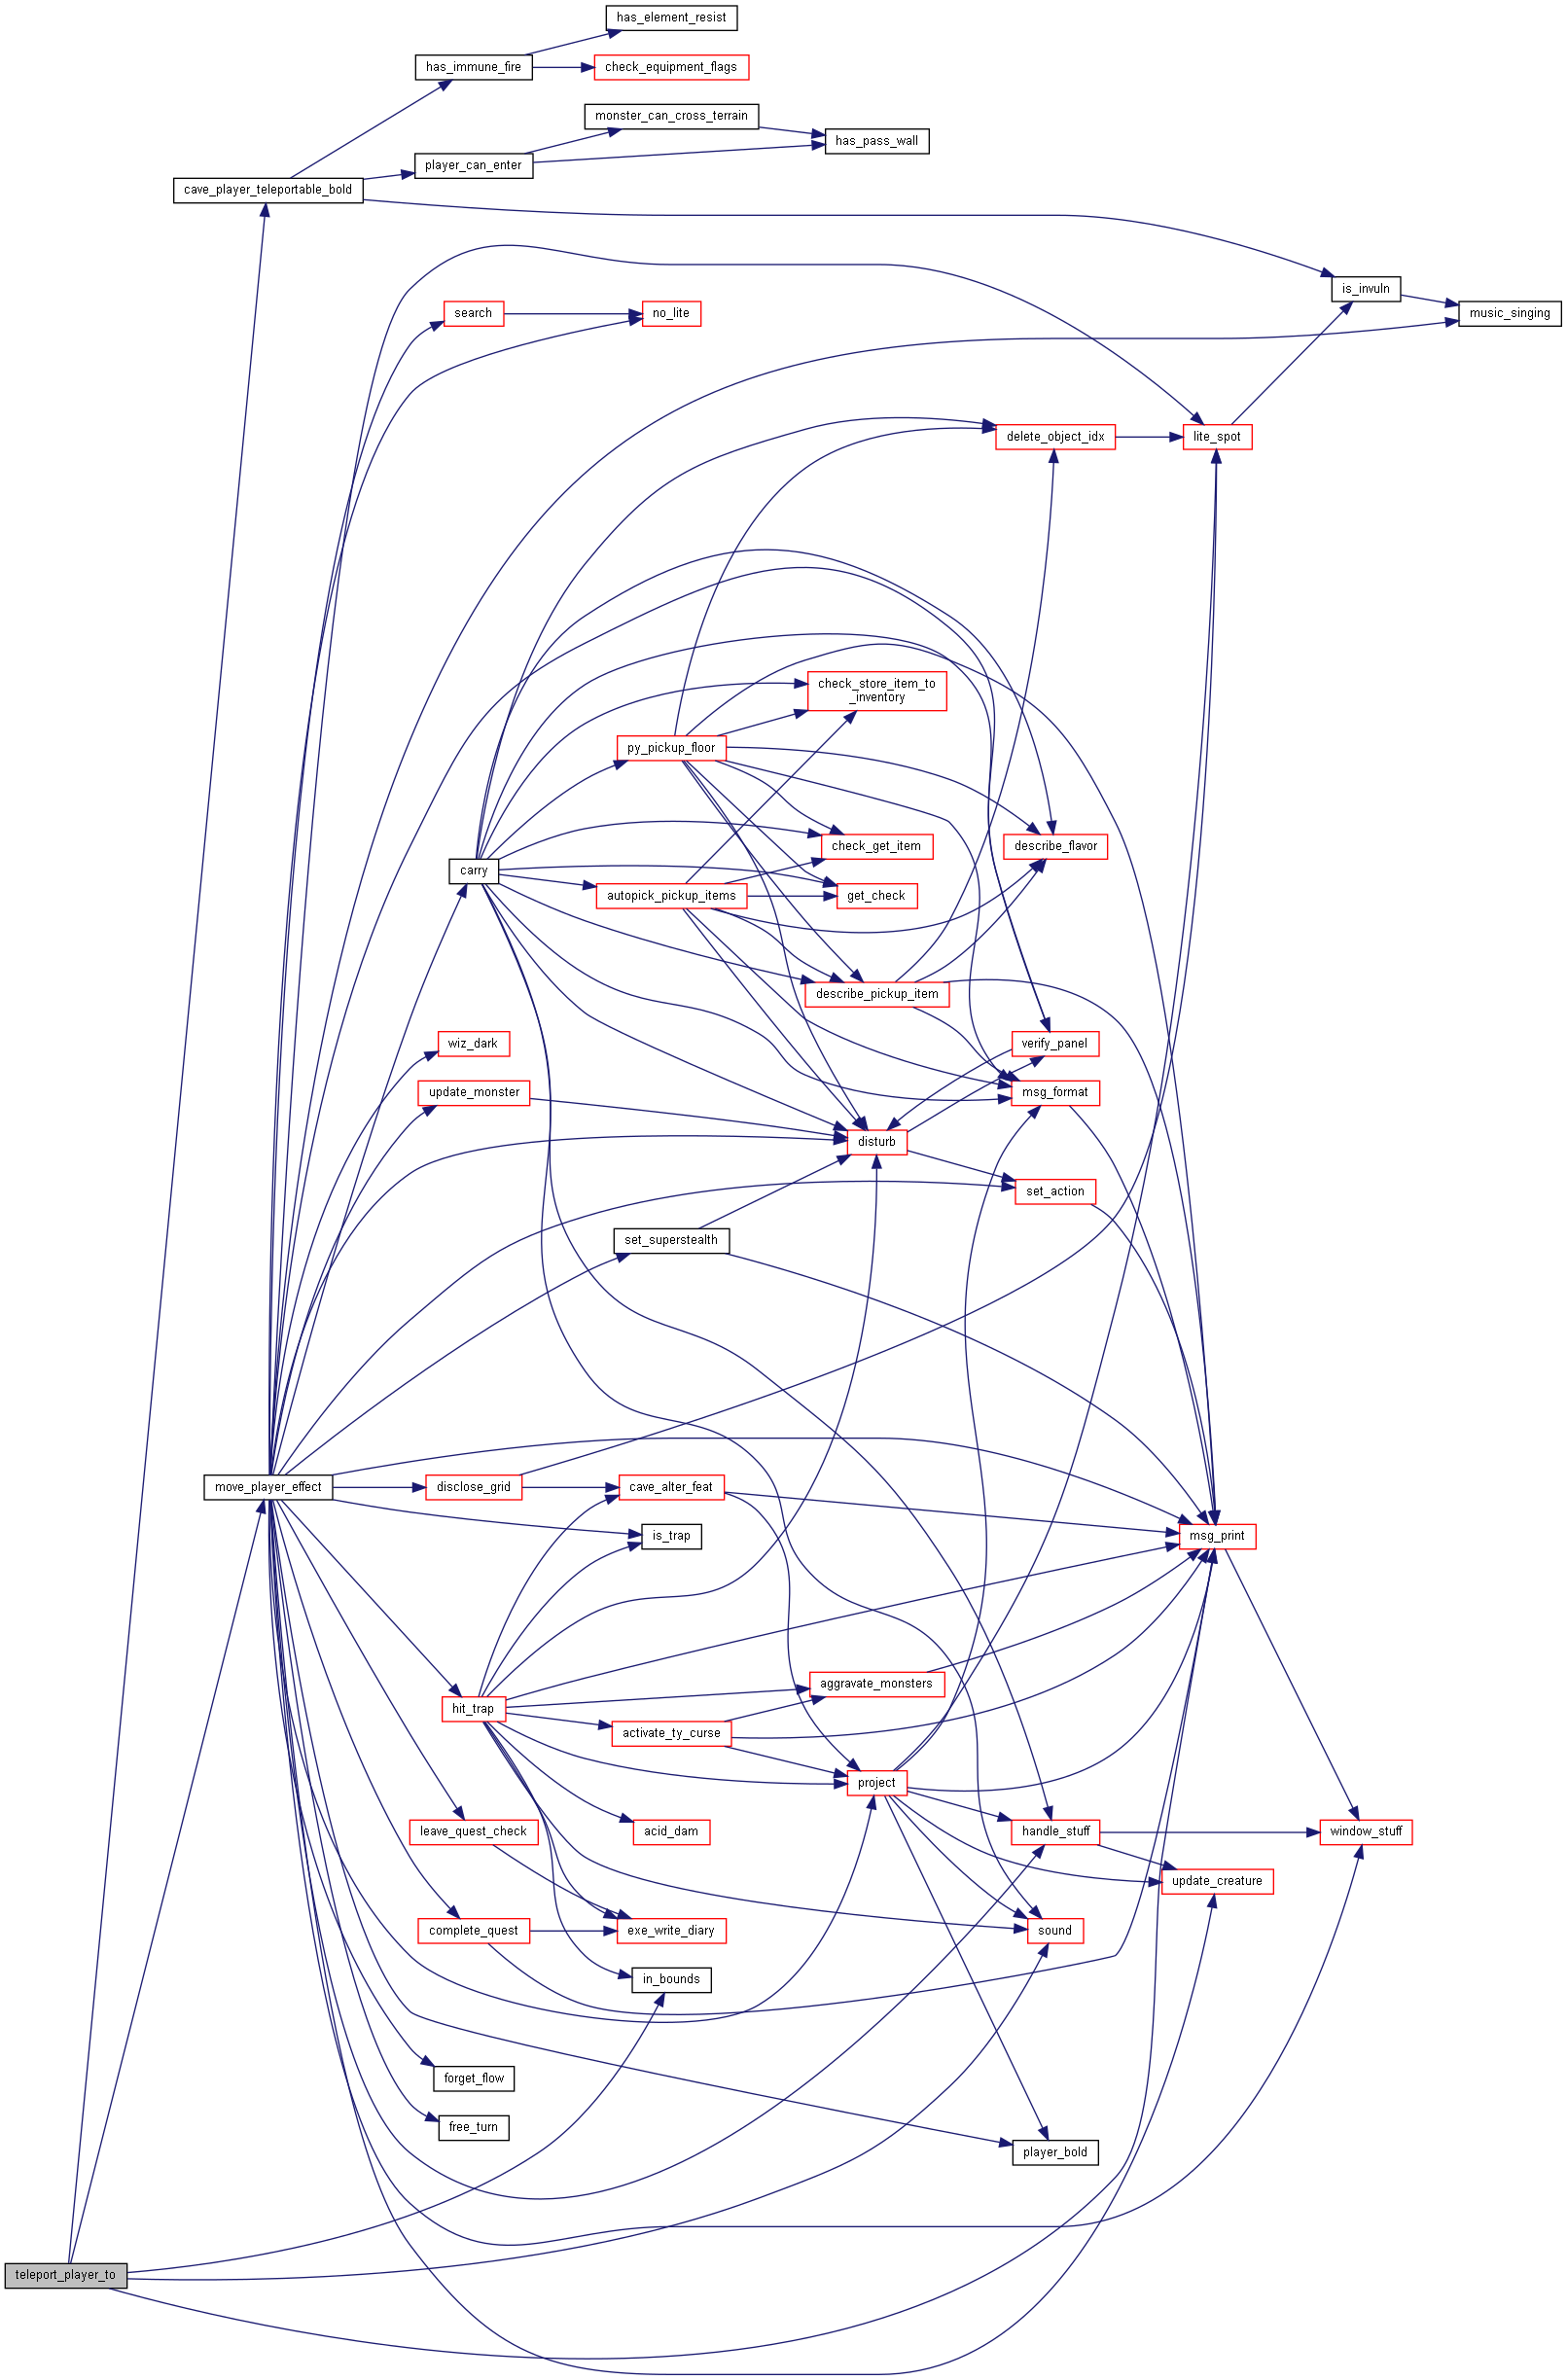 has_element_resist
has_immune_fire
check_equipment_flags
monster_can_cross_terrain
has_pass_wall
player_can_enter
cave_player_teleportable_bold
is_invuln
search
no_lite
music_singing
delete_object_idx
lite_spot
check_store_item_to
_inventory
py_pickup_floor
check_get_item
describe_flavor
carry
autopick_pickup_items
get_check
describe_pickup_item
wiz_dark
verify_panel
update_monster
msg_format
disturb
set_action
set_superstealth
move_player_effect
disclose_grid
cave_alter_feat
is_trap
msg_print
aggravate_monsters
hit_trap
activate_ty_curse
project
leave_quest_check
acid_dam
handle_stuff
window_stuff
update_creature
complete_quest
exe_write_diary
sound
in_bounds
forget_flow
free_turn
player_bold
teleport_player_to